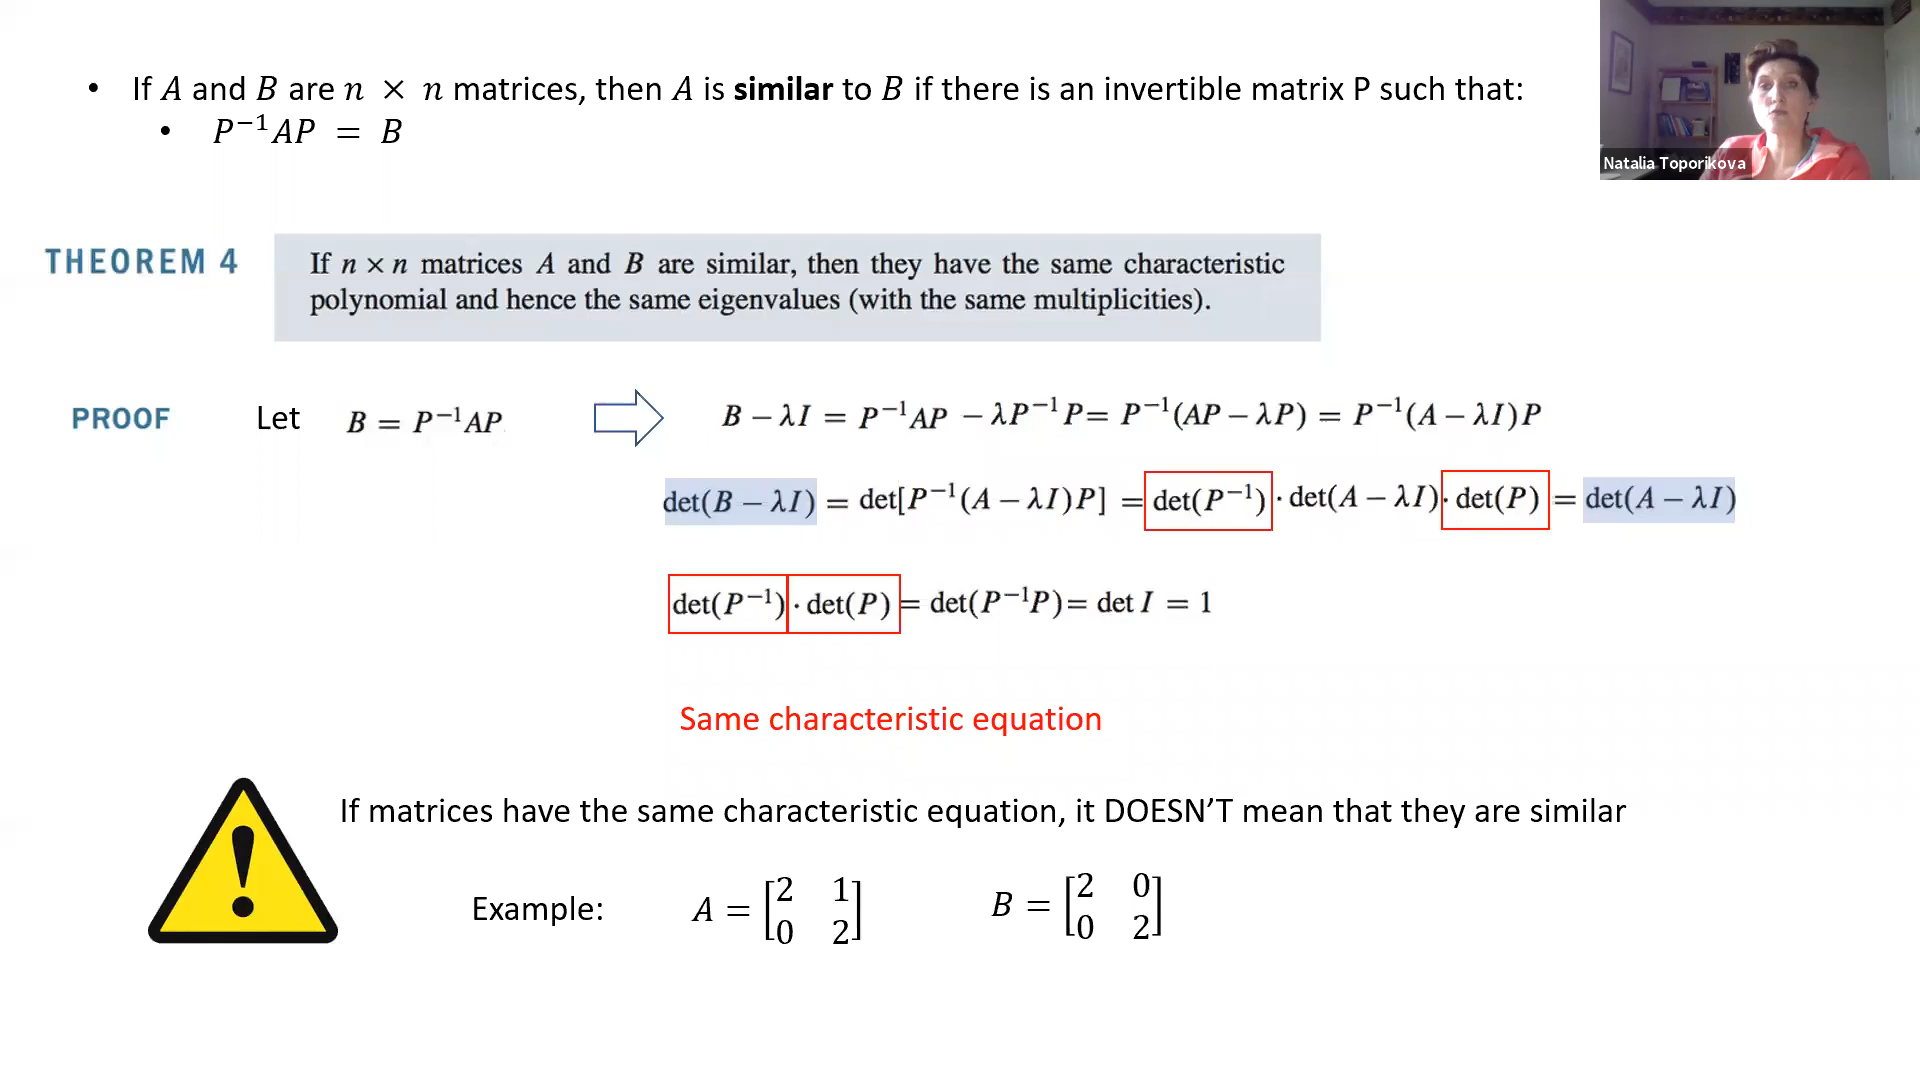 • If A and B are n × n matrices, then A is similar to B if there is an invertible matrix P such that:
• P⁻¹AP = B
Natalia Toporikova
THEOREM 4
If n × n matrices A and B are similar, then they have the same characteristic
polynomial and hence the same eigenvalues (with the same multiplicities).
PROOF Let B = P⁻¹AP B − λI = P⁻¹AP − λP⁻¹P = P⁻¹(AP − λP) = P⁻¹(A − λI)P
det(B − λI) = det[P⁻¹(A − λI)P] = det(P⁻¹) · det(A − λI) · det(P) = det(A − λI)
det(P⁻¹) · det(P) = det(P⁻¹P) = det I = 1
Same characteristic equation
If matrices have the same characteristic equation, it DOESN'T mean that they are similar
Example: A = [2 1
0 2] B = [2 0
0 2]